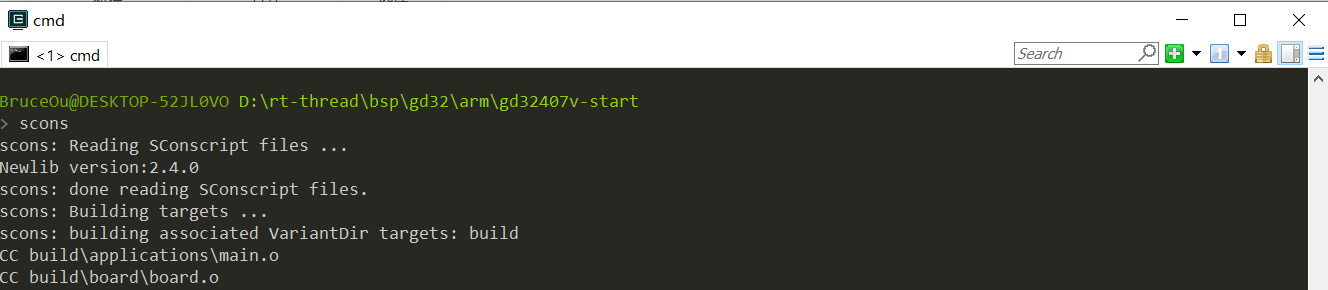 cmd
<1> cmd
Search
BruceOu@DESKTOP-52JL0VO D:\rt-thread\bsp\gd32\arm\gd32407v-start
> scons
scons: Reading SConscript files ...
Newlib version:2.4.0
scons: done reading SConscript files.
scons: Building targets ...
scons: building associated VariantDir targets: build
CC build\applications\main.o
CC build\board\board.o